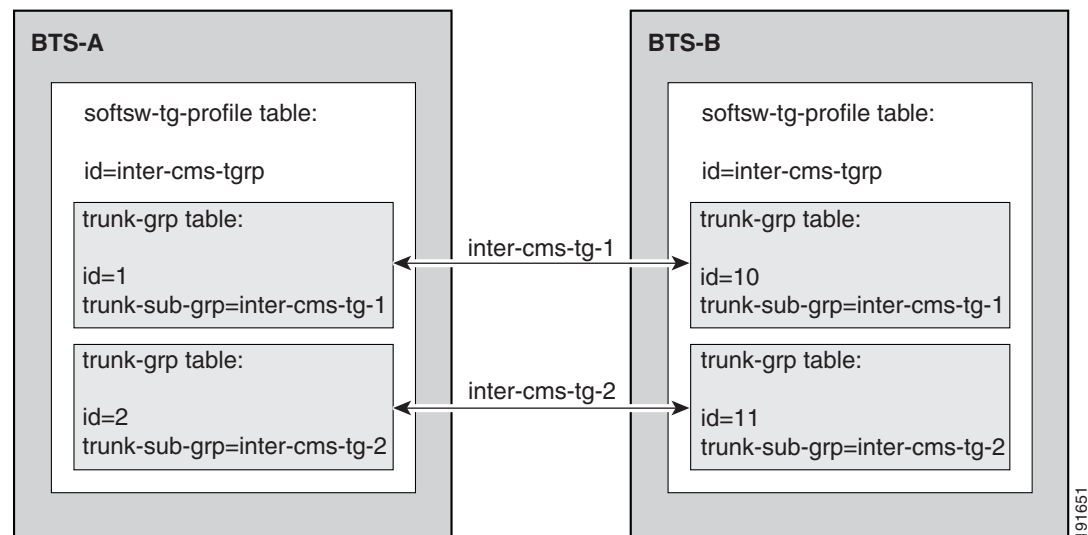 BTS-A
softsw-tg-profile table:
id=inter-cms-tgrp
trunk-grp table:
id=1
trunk-sub-grp=inter-cms-tg-1
trunk-grp table:
id=2
trunk-sub-grp=inter-cms-tg-2
inter-cms-tg-1
inter-cms-tg-2
BTS-B
softsw-tg-profile table:
id=inter-cms-tgrp
trunk-grp table:
id=10
trunk-sub-grp=inter-cms-tg-1
trunk-grp table:
id=11
trunk-sub-grp=inter-cms-tg-2
191651